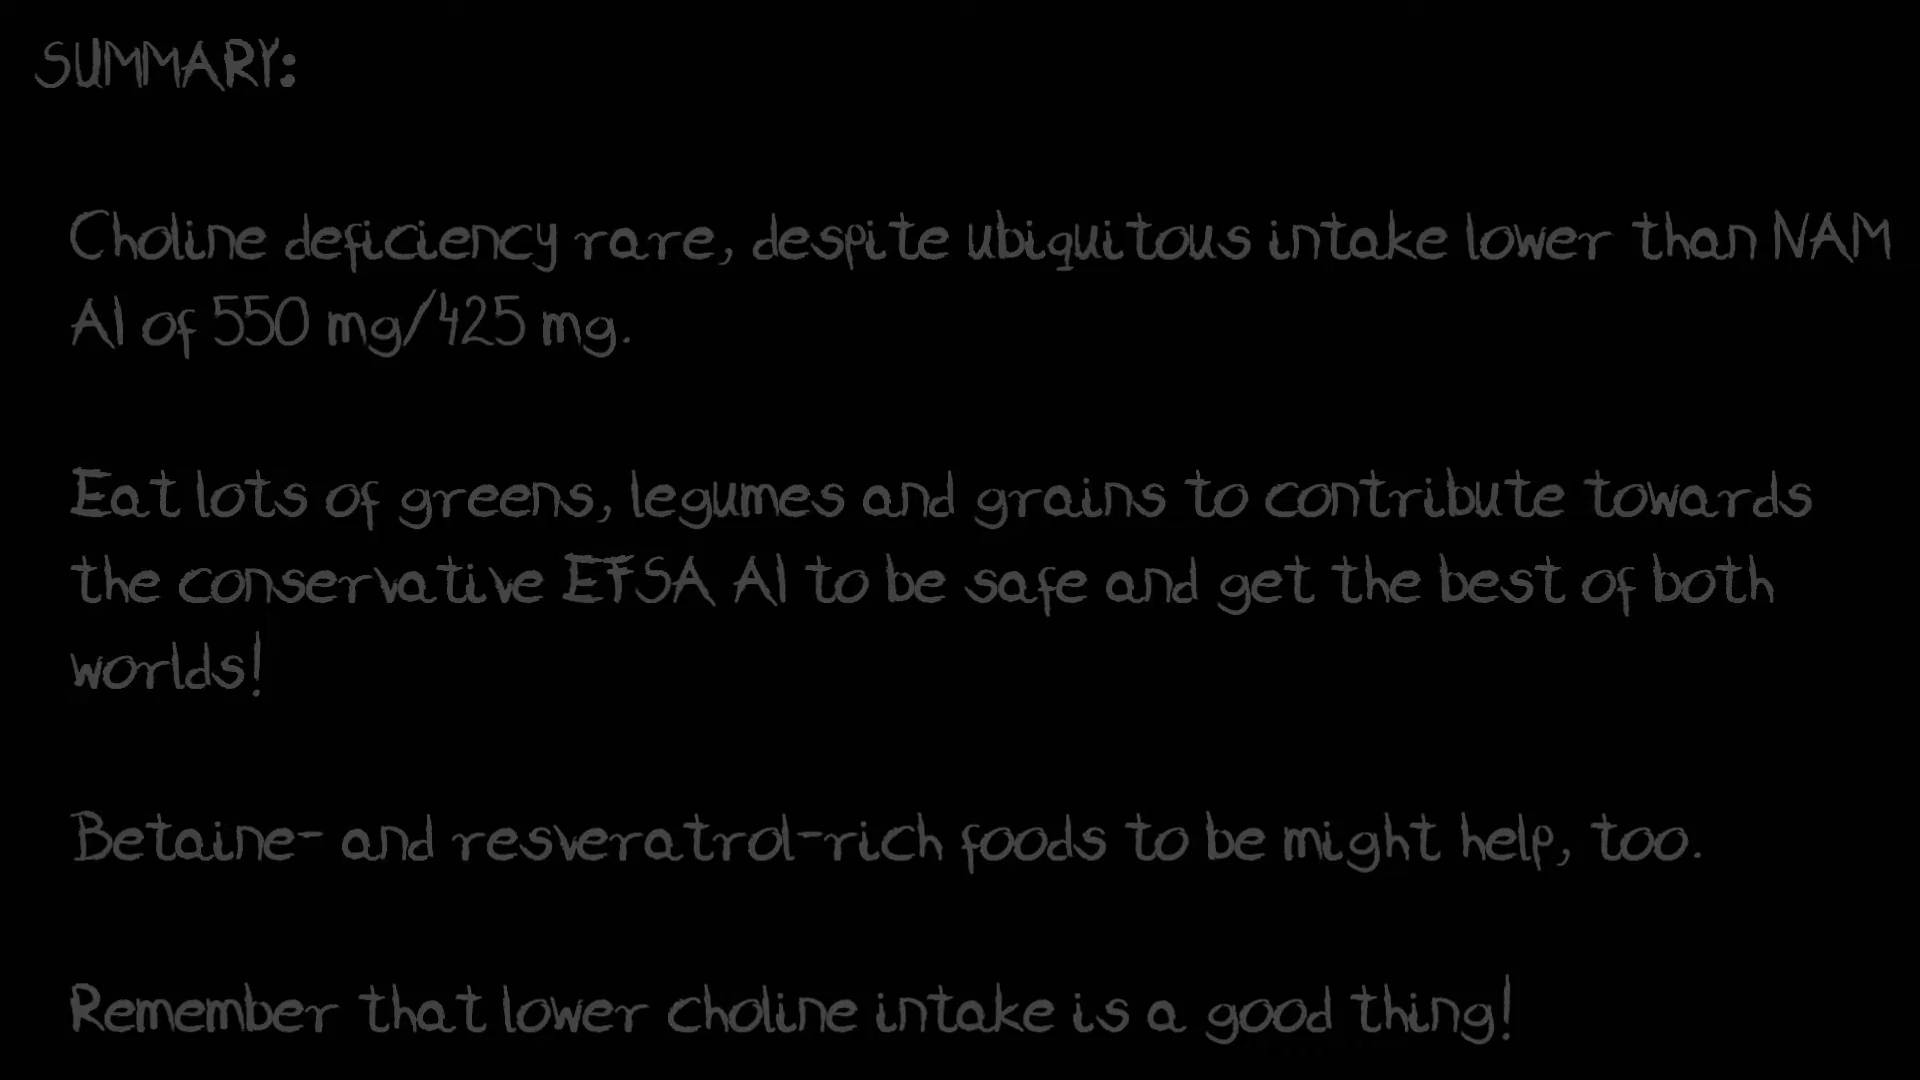 SUMMARY:
Choline deficiency rare, despite ubiquitous intake lower than NAM
AI of 550 mg/425 mg.
Eat lots of greens, legumes and grains to contribute towards
the conservative EFSA AI to be safe and get the best of both
worlds!
Betaine- and resveratrol-rich foods to be might help, too.
Remember that lower choline intake is a good thing!